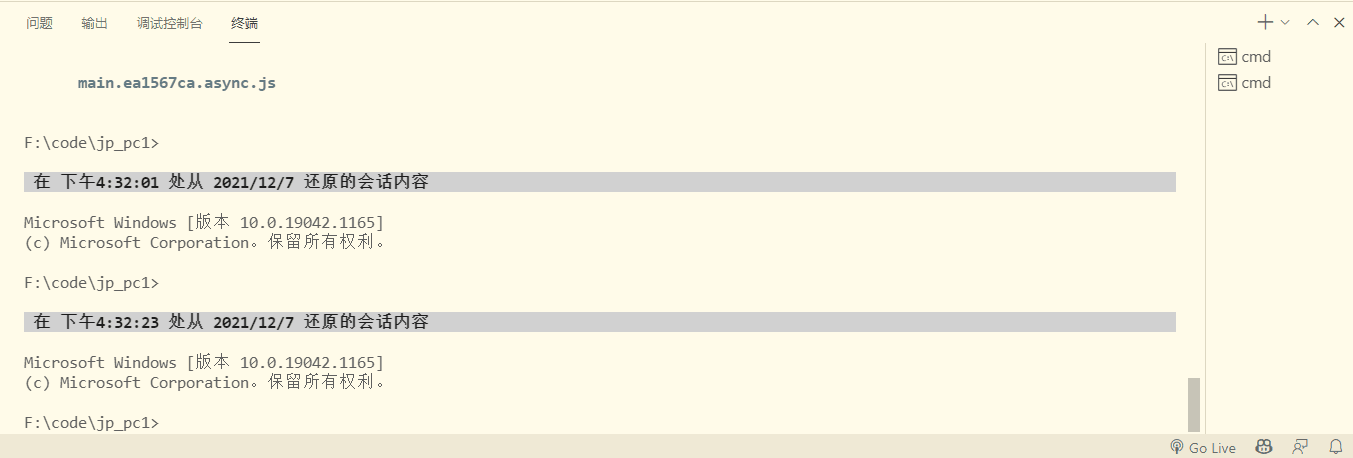 问题 输出 调试控制台 终端
cmd
main.ea1567ca.async.js
cmd
F:\code\jp_pc1>
在 下午4:32:01 处从 2021/12/7 还原的会话内容
Microsoft Windows [版本 10.0.19042.1165]
(c) Microsoft Corporation。保留所有权利。
F:\code\jp_pc1>
在 下午4:32:23 处从 2021/12/7 还原的会话内容
Microsoft Windows [版本 10.0.19042.1165]
(c) Microsoft Corporation。保留所有权利。
F:\code\jp_pc1>
Go Live